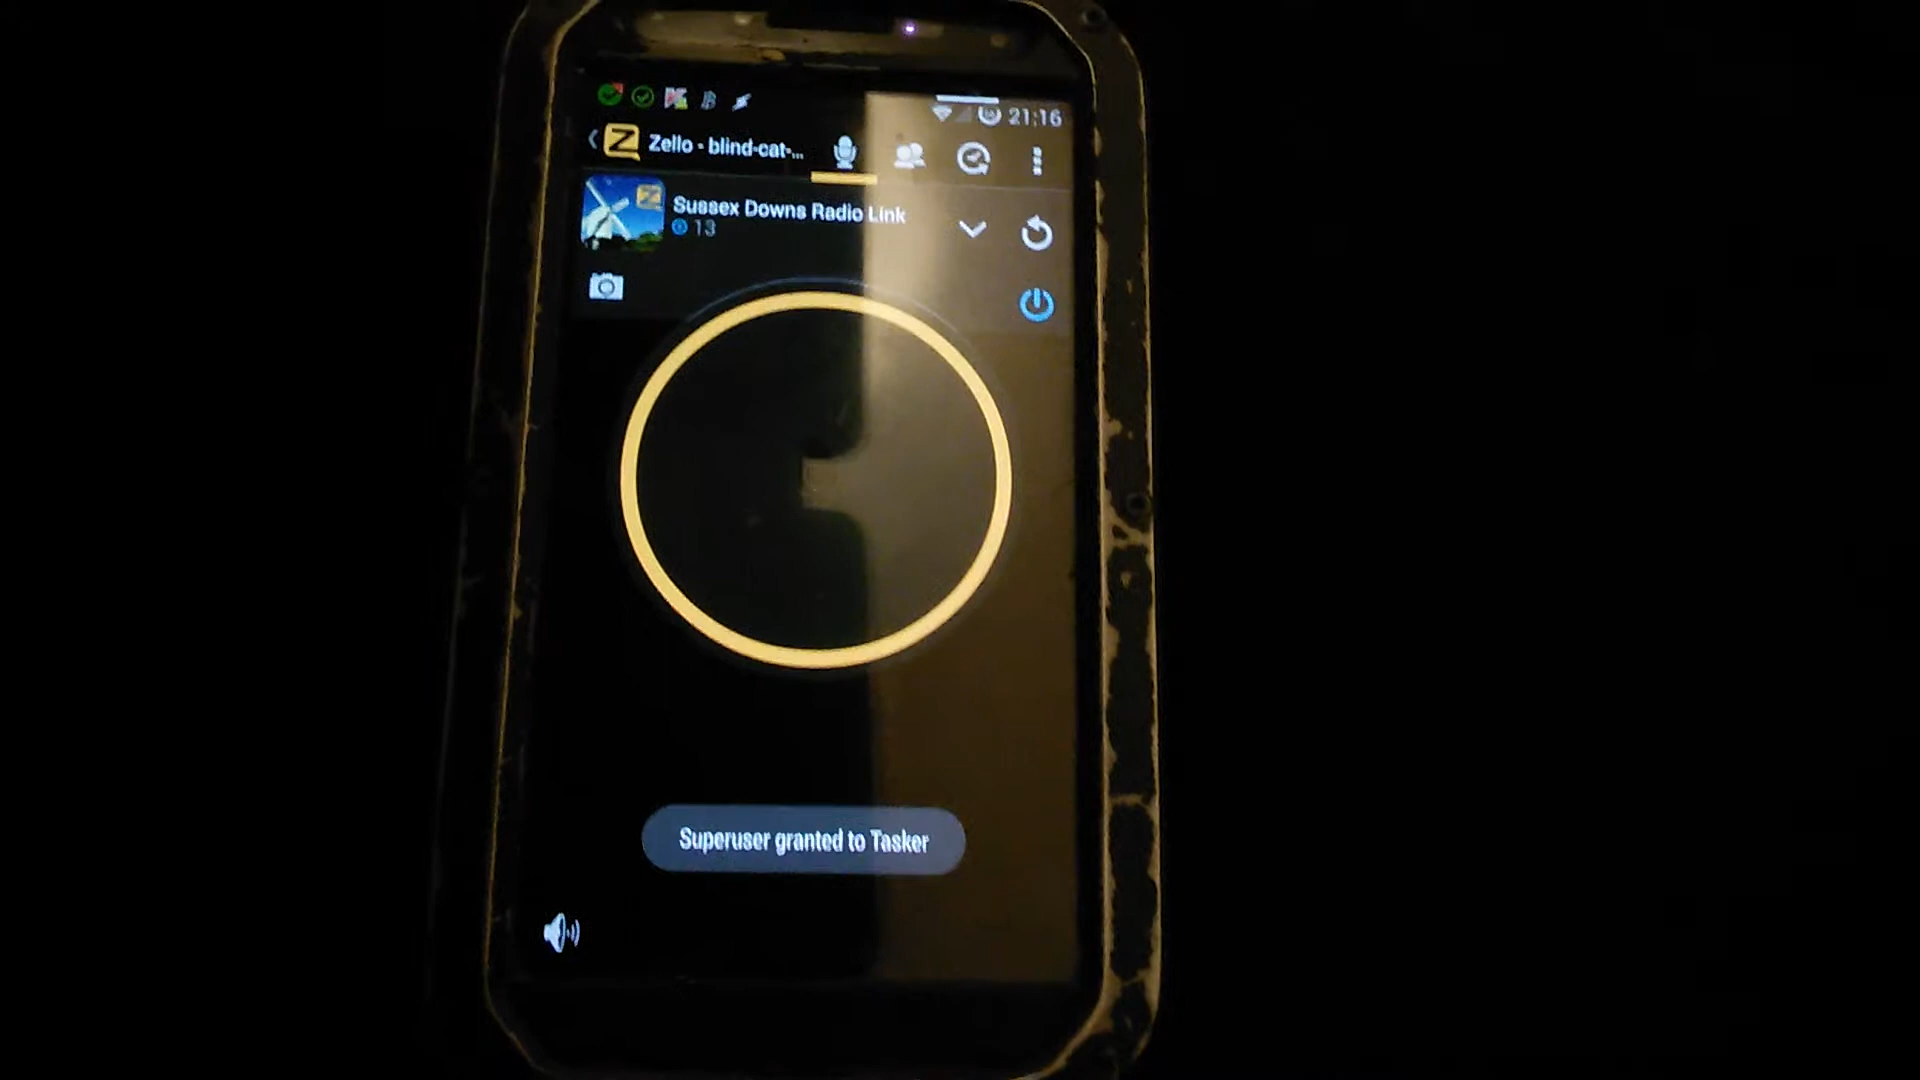 21:16
Zello - blind-cat-...
Sussex Downs Radio Link
13
Superuser granted to Tasker